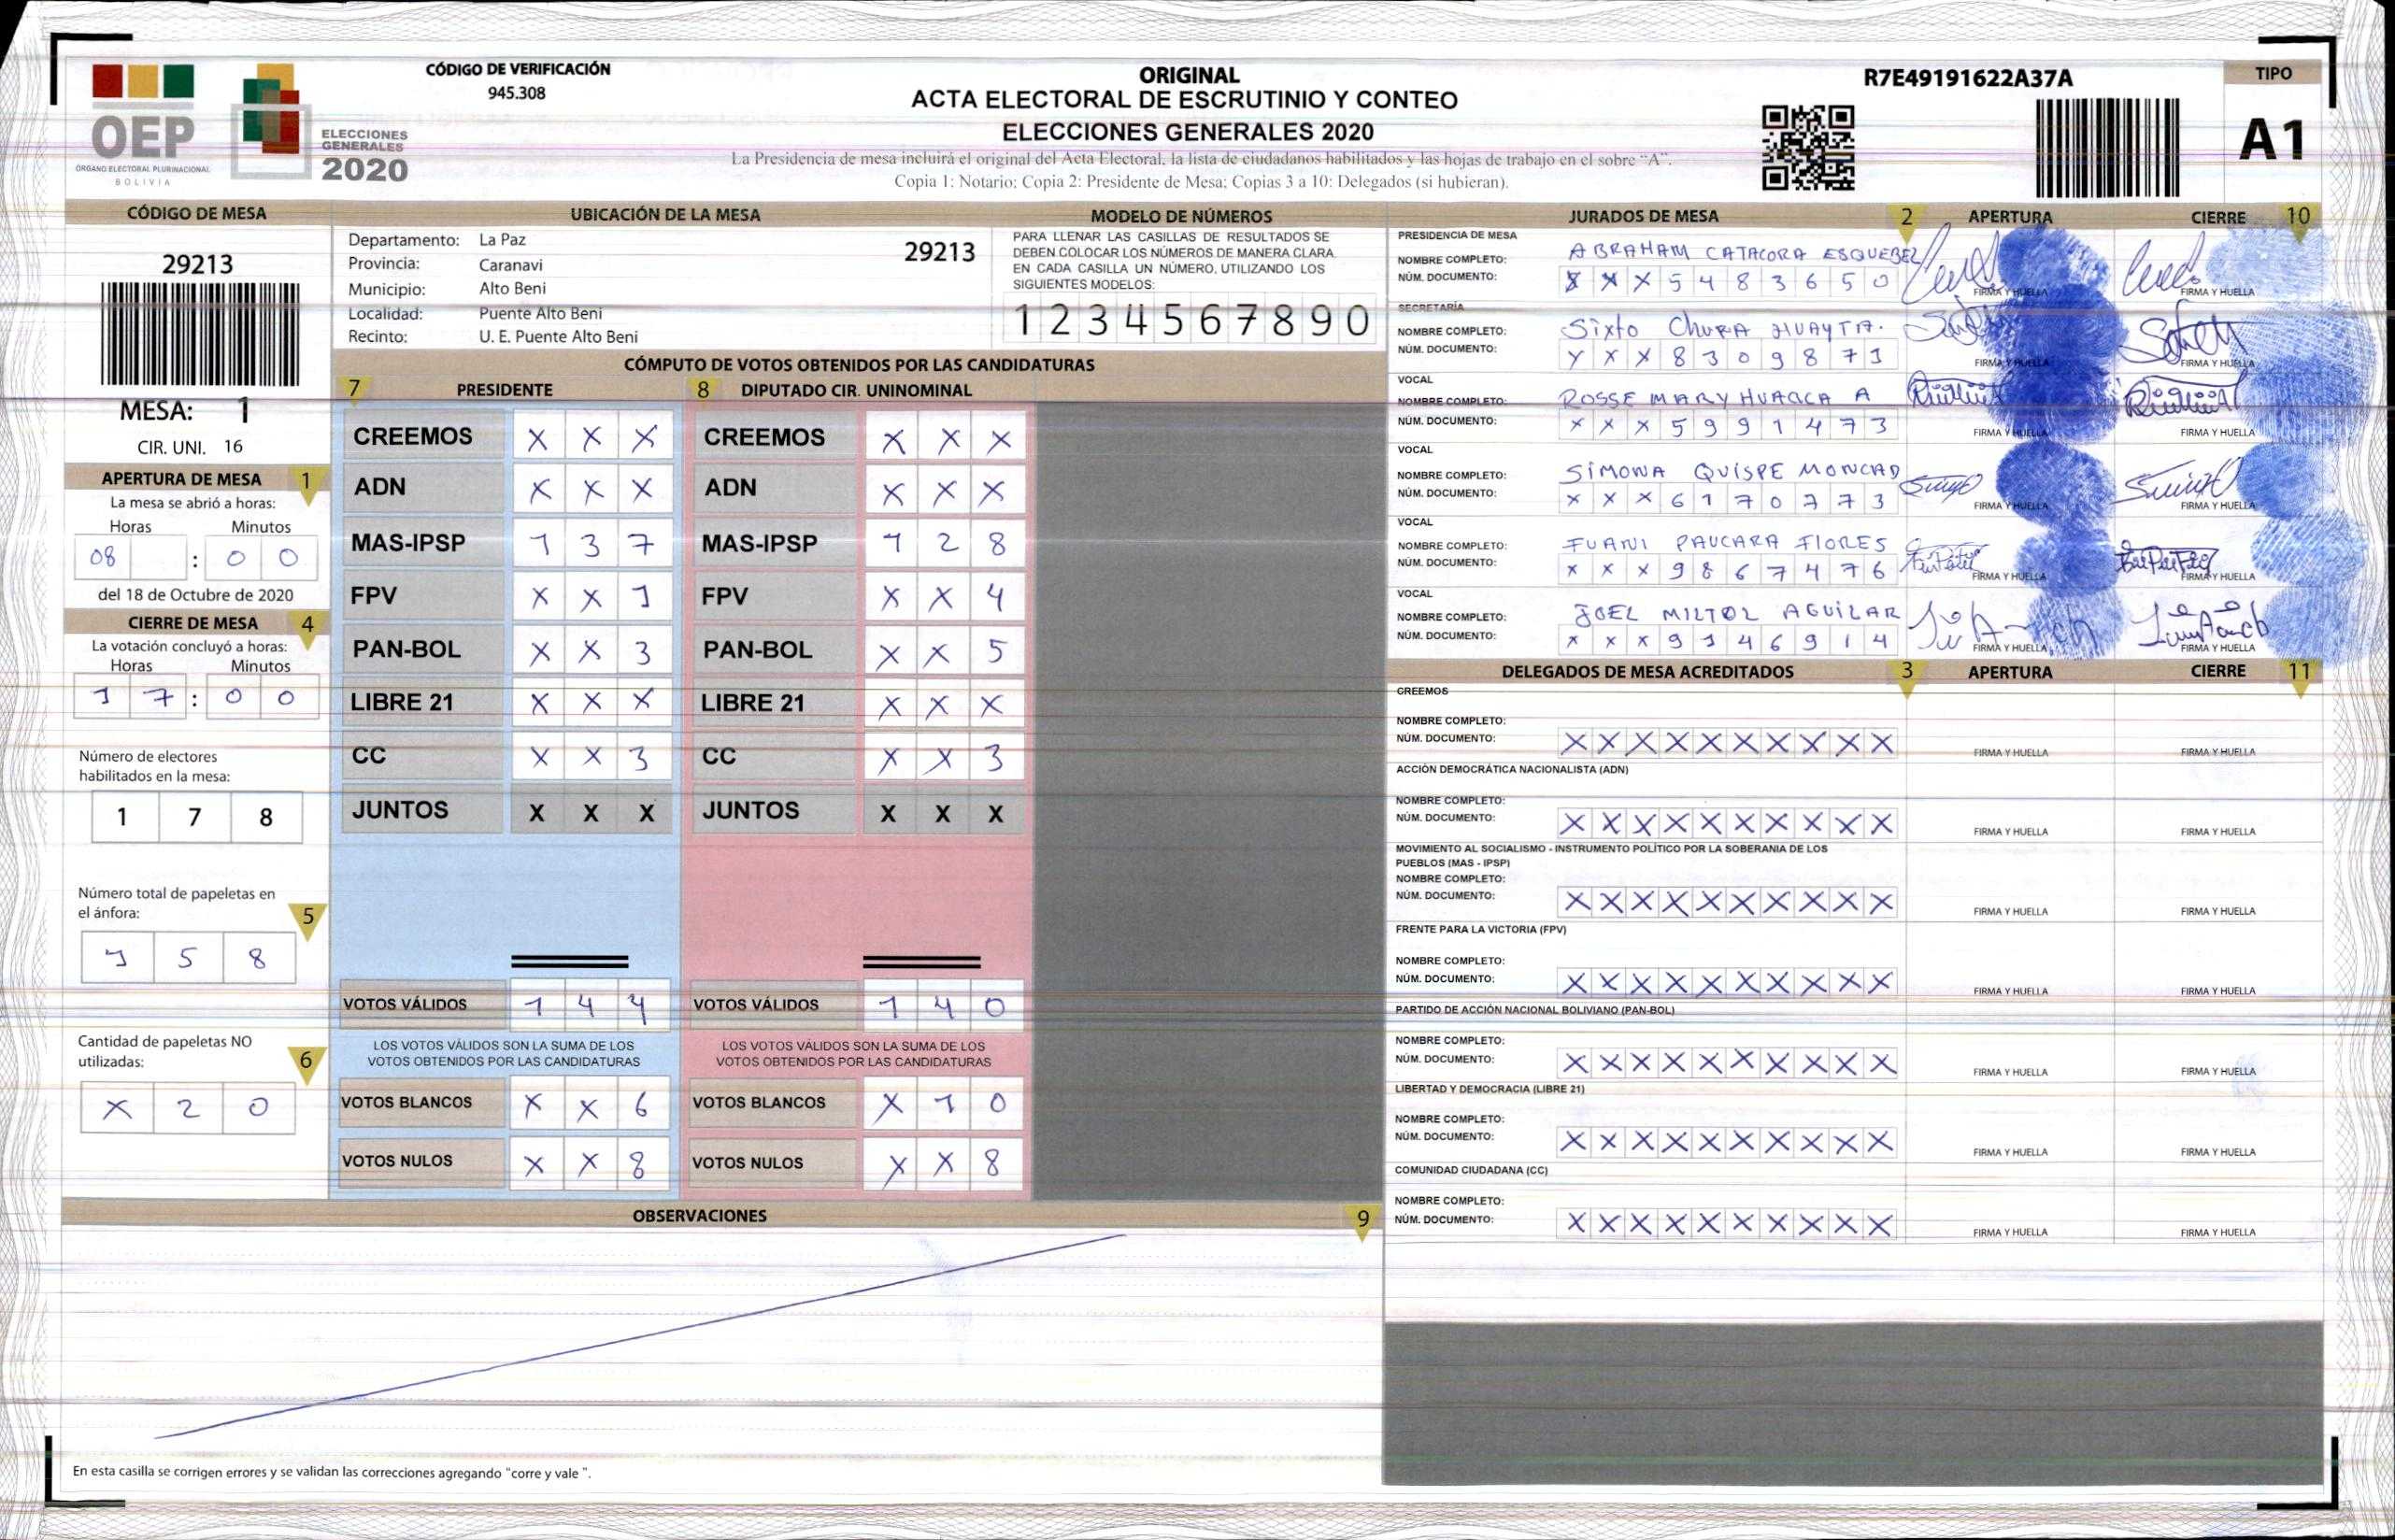 CÓDIGO DE VERIFICACIÓN
945.308
OEP
ÓRGANO ELECTORAL PLURINACIONAL
BOLIVIA
ELECCIONES
GENERALES
2020
ORIGINAL
ACTA ELECTORAL DE ESCRUTINIO Y CONTEO
ELECCIONES GENERALES 2020
La Presidencia de mesa incluirá el original del Acta Electoral, la lista de ciudadanos habilitados y las hojas de trabajo en el sobre "A".
Copia 1: Notario; Copia 2: Presidente de Mesa; Copias 3 a 10: Delegados (si hubieran).
R7E49191622A37A
TIPO
A1
CÓDIGO DE MESA
29213
MESA: 1
CIR. UNI. 16
APERTURA DE MESA 1
La mesa se abrió a horas:
Horas Minutos
08 : 0 0
del 18 de Octubre de 2020
CIERRE DE MESA 4
La votación concluyó a horas:
Horas Minutos
1 7 : 0 0
Número de electores
habilitados en la mesa:
1 7 8
Número total de papeletas en
el ánfora: 5
1 5 8
Cantidad de papeletas NO
utilizadas: 6
X 2 0
UBICACIÓN DE LA MESA
Departamento: La Paz 29213
Provincia: Caranavi
Municipio: Alto Beni
Localidad: Puente Alto Beni
Recinto: U. E. Puente Alto Beni
MODELO DE NÚMEROS
PARA LLENAR LAS CASILLAS DE RESULTADOS SE
DEBEN COLOCAR LOS NÚMEROS DE MANERA CLARA
EN CADA CASILLA UN NÚMERO, UTILIZANDO LOS
SIGUIENTES MODELOS:
1 2 3 4 5 6 7 8 9 0
CÓMPUTO DE VOTOS OBTENIDOS POR LAS CANDIDATURAS
7 PRESIDENTE 8 DIPUTADO CIR. UNINOMINAL
CREEMOS X X X CREEMOS X X X
ADN X X X ADN X X X
MAS-IPSP 1 3 7 MAS-IPSP 1 2 8
FPV X X 1 FPV X X 4
PAN-BOL X X 3 PAN-BOL X X 5
LIBRE 21 X X X LIBRE 21 X X X
CC X X 3 CC X X 3
JUNTOS X X X JUNTOS X X X
VOTOS VÁLIDOS 1 4 4 VOTOS VÁLIDOS 1 4 0
LOS VOTOS VÁLIDOS SON LA SUMA DE LOS LOS VOTOS VÁLIDOS SON LA SUMA DE LOS
VOTOS OBTENIDOS POR LAS CANDIDATURAS VOTOS OBTENIDOS POR LAS CANDIDATURAS
VOTOS BLANCOS X X 6 VOTOS BLANCOS X 1 0
VOTOS NULOS X X 8 VOTOS NULOS X X 8
OBSERVACIONES 9
En esta casilla se corrigen errores y se validan las correcciones agregando "corre y vale ".
JURADOS DE MESA 2 APERTURA CIERRE 10
PRESIDENCIA DE MESA
NOMBRE COMPLETO: ABRAHAM CATACORA ESQUEBEL
NÚM. DOCUMENTO: X X X 5 4 8 3 6 5 0 FIRMA Y HUELLA FIRMA Y HUELLA
SECRETARÍA
NOMBRE COMPLETO: Sixto CHURA HUAYTA.
NÚM. DOCUMENTO: Y X X 8 3 0 9 8 7 1 FIRMA Y HUELLA FIRMA Y HUELLA
VOCAL
NOMBRE COMPLETO: ROSSE MARY HUAQCA A
NÚM. DOCUMENTO: X X X 5 9 9 1 4 7 3 FIRMA Y HUELLA FIRMA Y HUELLA
VOCAL
NOMBRE COMPLETO: SIMONA QUISPE MONCAD
NÚM. DOCUMENTO: X X X 6 1 7 0 7 7 3 FIRMA Y HUELLA FIRMA Y HUELLA
VOCAL
NOMBRE COMPLETO: FUANI PAUCARA FLORES
NÚM. DOCUMENTO: X X X 9 8 6 7 4 7 6 FIRMA Y HUELLA FIRMA Y HUELLA
VOCAL
NOMBRE COMPLETO: JOEL MILTOL AGUILAR
NÚM. DOCUMENTO: X X X 9 1 4 6 9 1 4 FIRMA Y HUELLA FIRMA Y HUELLA
DELEGADOS DE MESA ACREDITADOS 3 APERTURA CIERRE 11
CREEMOS
NOMBRE COMPLETO:
NÚM. DOCUMENTO: X X X X X X X X X X FIRMA Y HUELLA FIRMA Y HUELLA
ACCIÓN DEMOCRÁTICA NACIONALISTA (ADN)
NOMBRE COMPLETO:
NÚM. DOCUMENTO: X X X X X X X X X X FIRMA Y HUELLA FIRMA Y HUELLA
MOVIMIENTO AL SOCIALISMO - INSTRUMENTO POLÍTICO POR LA SOBERANIA DE LOS
PUEBLOS (MAS - IPSP)
NOMBRE COMPLETO:
NÚM. DOCUMENTO: X X X X X X X X X X FIRMA Y HUELLA FIRMA Y HUELLA
FRENTE PARA LA VICTORIA (FPV)
NOMBRE COMPLETO:
NÚM. DOCUMENTO: X X X X X X X X X X FIRMA Y HUELLA FIRMA Y HUELLA
PARTIDO DE ACCIÓN NACIONAL BOLIVIANO (PAN-BOL)
NOMBRE COMPLETO:
NÚM. DOCUMENTO: X X X X X X X X X X FIRMA Y HUELLA FIRMA Y HUELLA
LIBERTAD Y DEMOCRACIA (LIBRE 21)
NOMBRE COMPLETO:
NÚM. DOCUMENTO: X X X X X X X X X X FIRMA Y HUELLA FIRMA Y HUELLA
COMUNIDAD CIUDADANA (CC)
NOMBRE COMPLETO:
NÚM. DOCUMENTO: X X X X X X X X X X FIRMA Y HUELLA FIRMA Y HUELLA